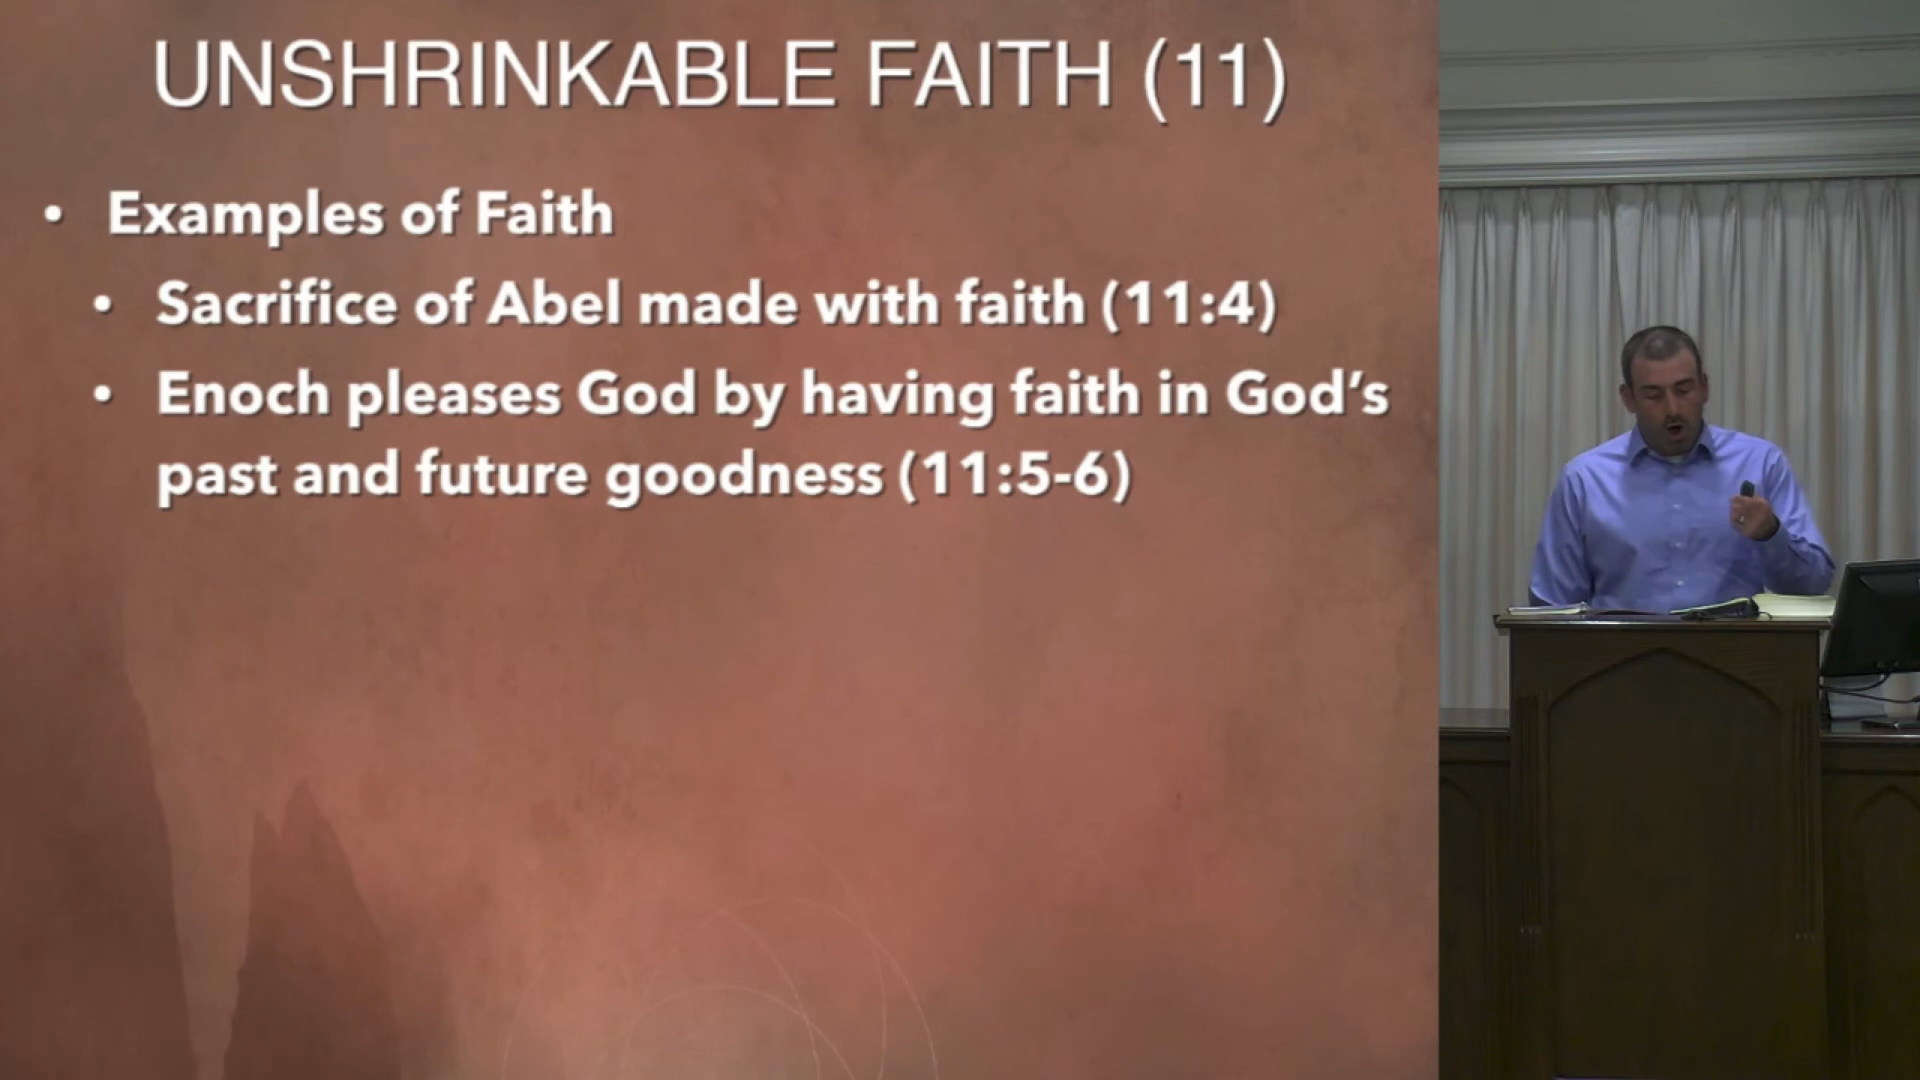 UNSHRINKABLE FAITH (11)
• Examples of Faith
• Sacrifice of Abel made with faith (11:4)
• Enoch pleases God by having faith in God’s
past and future goodness (11:5-6)